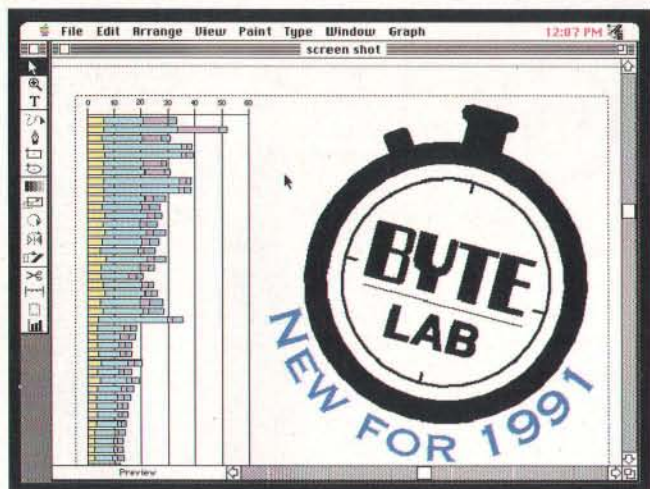 File Edit Arrange View Paint Type Window Graph 12:07 PM
screen shot
T
0 10 20 30 40 50 60
BYTE
LAB
NEW FOR 1991
Preview